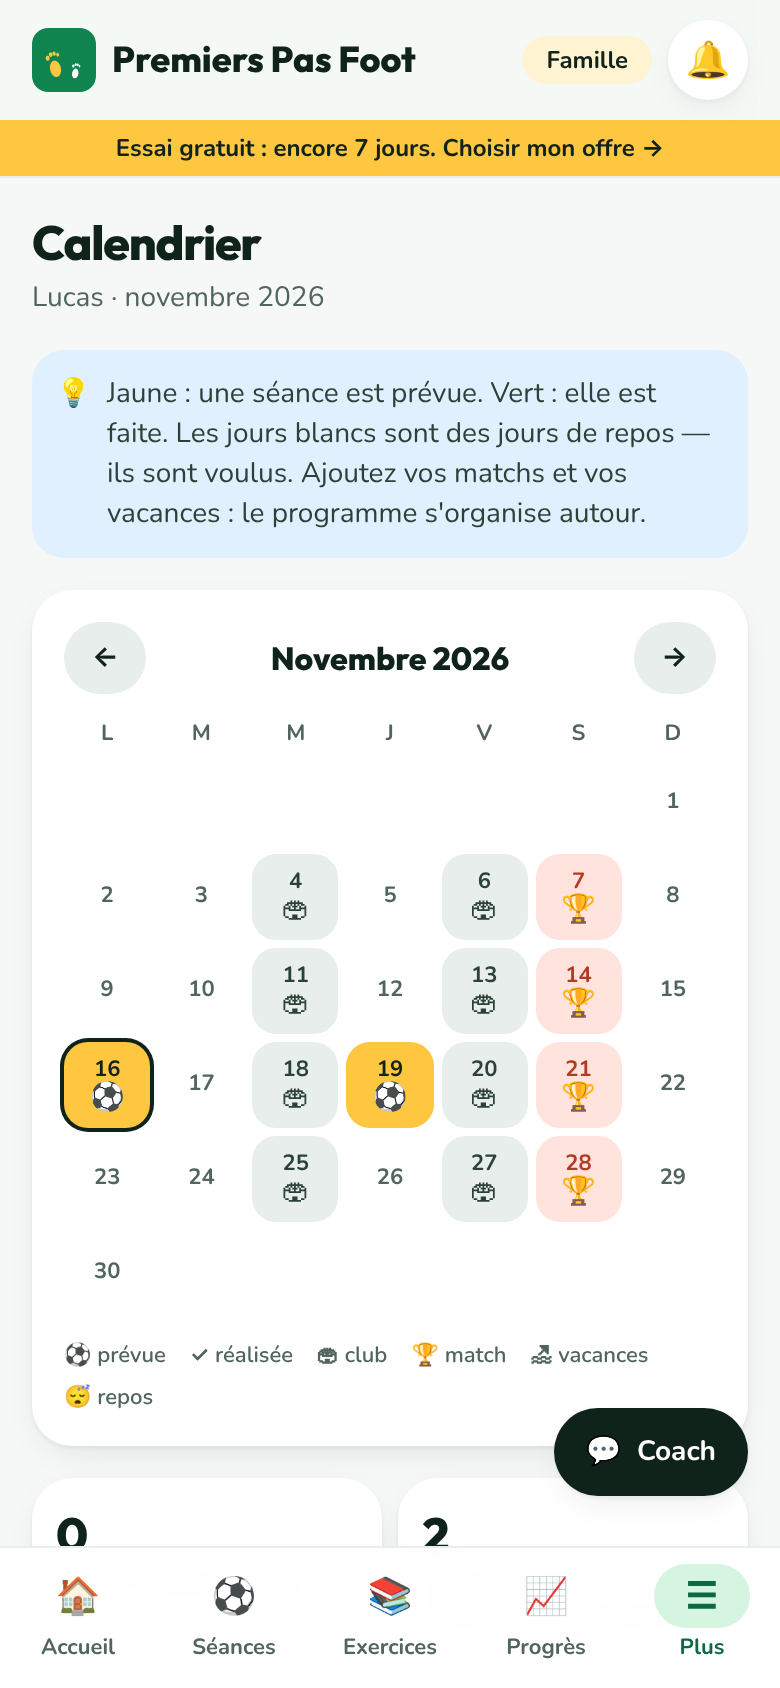 Premiers Pas Foot
Famille
Essai gratuit : encore 7 jours. Choisir mon offre →
Calendrier
Lucas · novembre 2026
Jaune : une séance est prévue. Vert : elle est
faite. Les jours blancs sont des jours de repos —
ils sont voulus. Ajoutez vos matchs et vos
vacances : le programme s'organise autour.
← Novembre 2026 →
L M M J V S D
1
2 3 4 5 6 7 8
9 10 11 12 13 14 15
16 17 18 19 20 21 22
23 24 25 26 27 28 29
30
prévue ✓ réalisée club match vacances
repos
Coach
0 2
Accueil Séances Exercices Progrès Plus